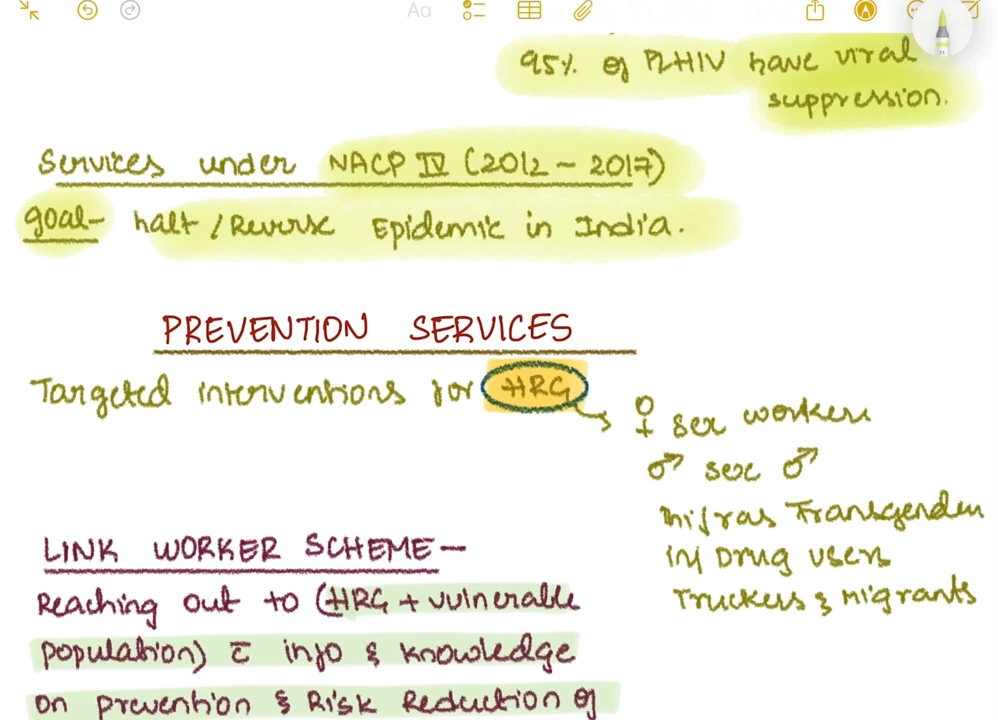 Aa
95% of PLHIV have viral
suppression.
Services under NACP IV (2012 - 2017)
goal- halt / Reverse Epidemic in India.
PREVENTION SERVICES
Targeted interventions for HRG
♀ sex workers
♂ sex ♂
Hijras Transgender
inj Drug users
Truckers & Migrants
LINK WORKER SCHEME-
Reaching out to (HRG + vulnerable
population) c̅ info & knowledge
on prevention & Risk Reduction of